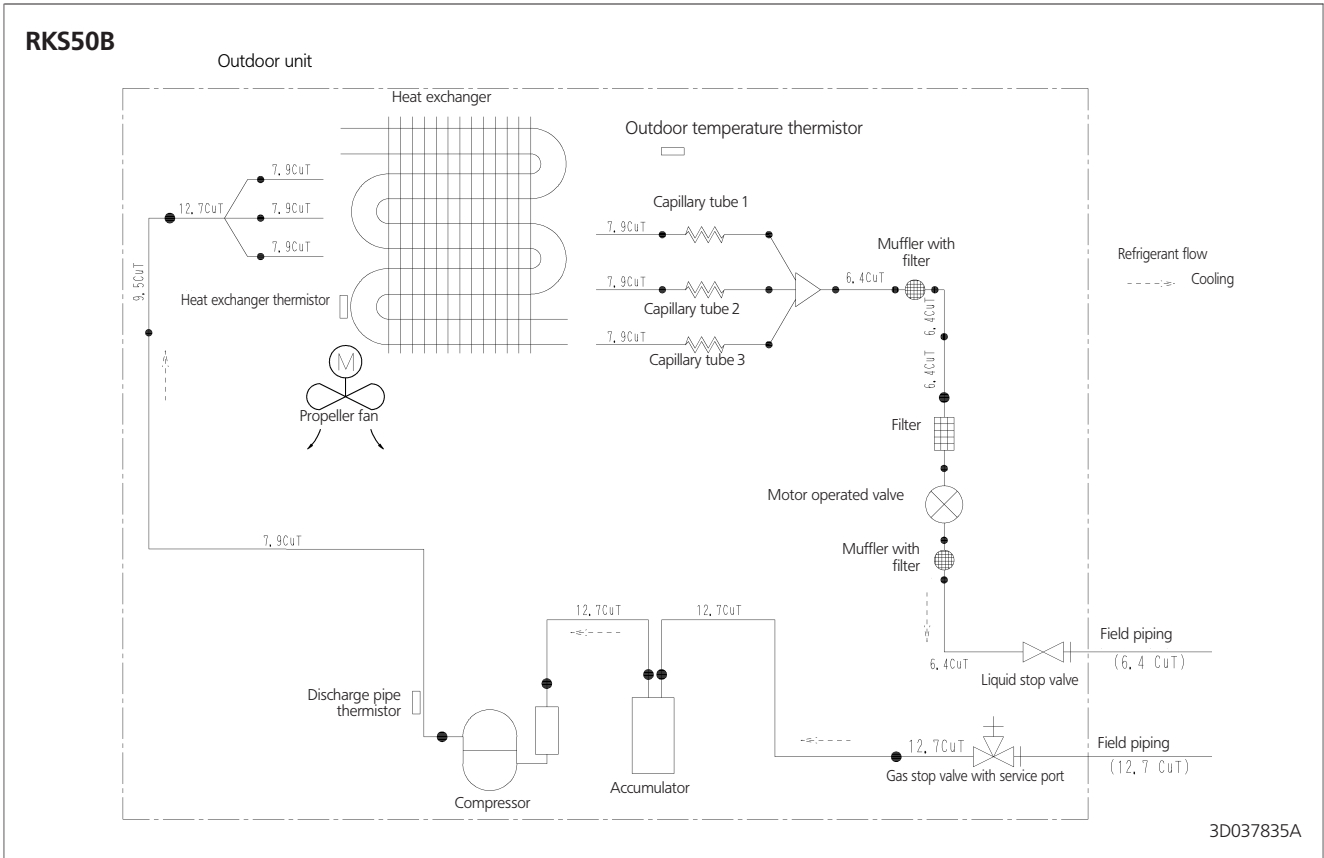 RKS50B
Outdoor unit
Heat exchanger
Outdoor temperature thermistor
7.9CuT
12.7CuT
7.9CuT
7.9CuT
9.5CuT
Heat exchanger thermistor
M
Propeller fan
Capillary tube 1
7.9CuT
7.9CuT
Capillary tube 2
7.9CuT
Capillary tube 3
6.4CuT
Muffler with
filter
6.4CuT
6.4CuT
Filter
Motor operated valve
Muffler with
filter
Refrigerant flow
Cooling
7.9CuT
12.7CuT
12.7CuT
6.4CuT
Liquid stop valve
Field piping
(6.4 CuT)
Discharge pipe
thermistor
Compressor
Accumulator
12.7CuT
Gas stop valve with service port
Field piping
(12.7 CuT)
3D037835A